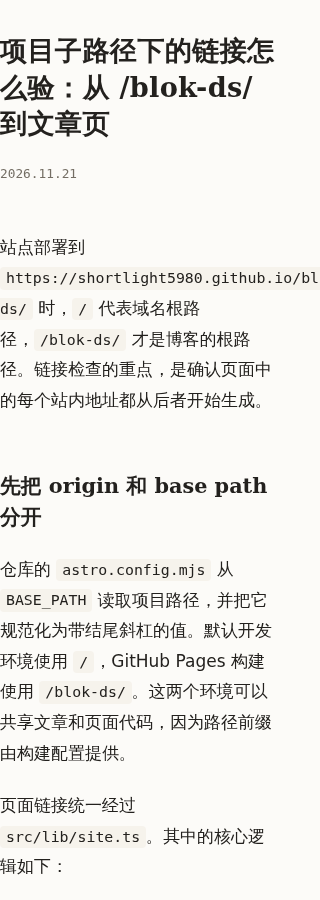 项目子路径下的链接怎
么验：从 /blok-ds/
到文章页
2026.11.21
站点部署到
https://shortlight5980.github.io/bl
ds/ 时，/ 代表域名根路
径，/blok-ds/ 才是博客的根路
径。链接检查的重点，是确认页面中
的每个站内地址都从后者开始生成。
先把 origin 和 base path
分开
仓库的 astro.config.mjs 从
BASE_PATH 读取项目路径，并把它
规范化为带结尾斜杠的值。默认开发
环境使用 /，GitHub Pages 构建
使用 /blok-ds/。这两个环境可以
共享文章和页面代码，因为路径前缀
由构建配置提供。
页面链接统一经过
src/lib/site.ts。其中的核心逻
辑如下：